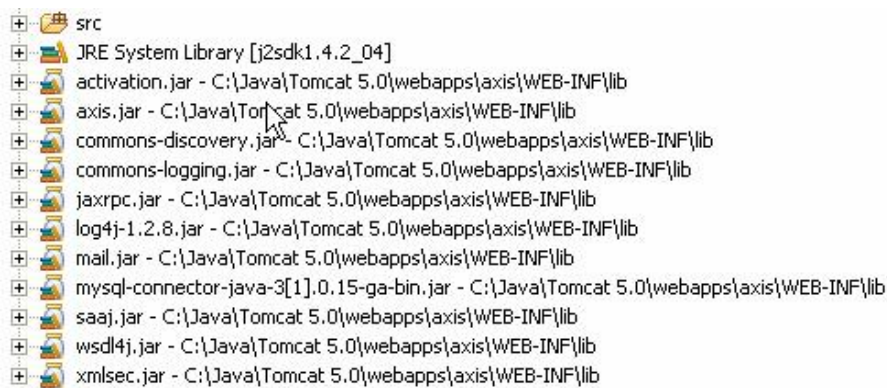 src
JRE System Library [j2sdk1.4.2_04]
activation.jar - C:\Java\Tomcat 5.0\webapps\axis\WEB-INF\lib
axis.jar - C:\Java\Tomcat 5.0\webapps\axis\WEB-INF\lib
commons-discovery.jar - C:\Java\Tomcat 5.0\webapps\axis\WEB-INF\lib
commons-logging.jar - C:\Java\Tomcat 5.0\webapps\axis\WEB-INF\lib
jaxrpc.jar - C:\Java\Tomcat 5.0\webapps\axis\WEB-INF\lib
log4j-1.2.8.jar - C:\Java\Tomcat 5.0\webapps\axis\WEB-INF\lib
mail.jar - C:\Java\Tomcat 5.0\webapps\axis\WEB-INF\lib
mysql-connector-java-3[1].0.15-ga-bin.jar - C:\Java\Tomcat 5.0\webapps\axis\WEB-INF\lib
saaj.jar - C:\Java\Tomcat 5.0\webapps\axis\WEB-INF\lib
wsdl4j.jar - C:\Java\Tomcat 5.0\webapps\axis\WEB-INF\lib
xmlsec.jar - C:\Java\Tomcat 5.0\webapps\axis\WEB-INF\lib